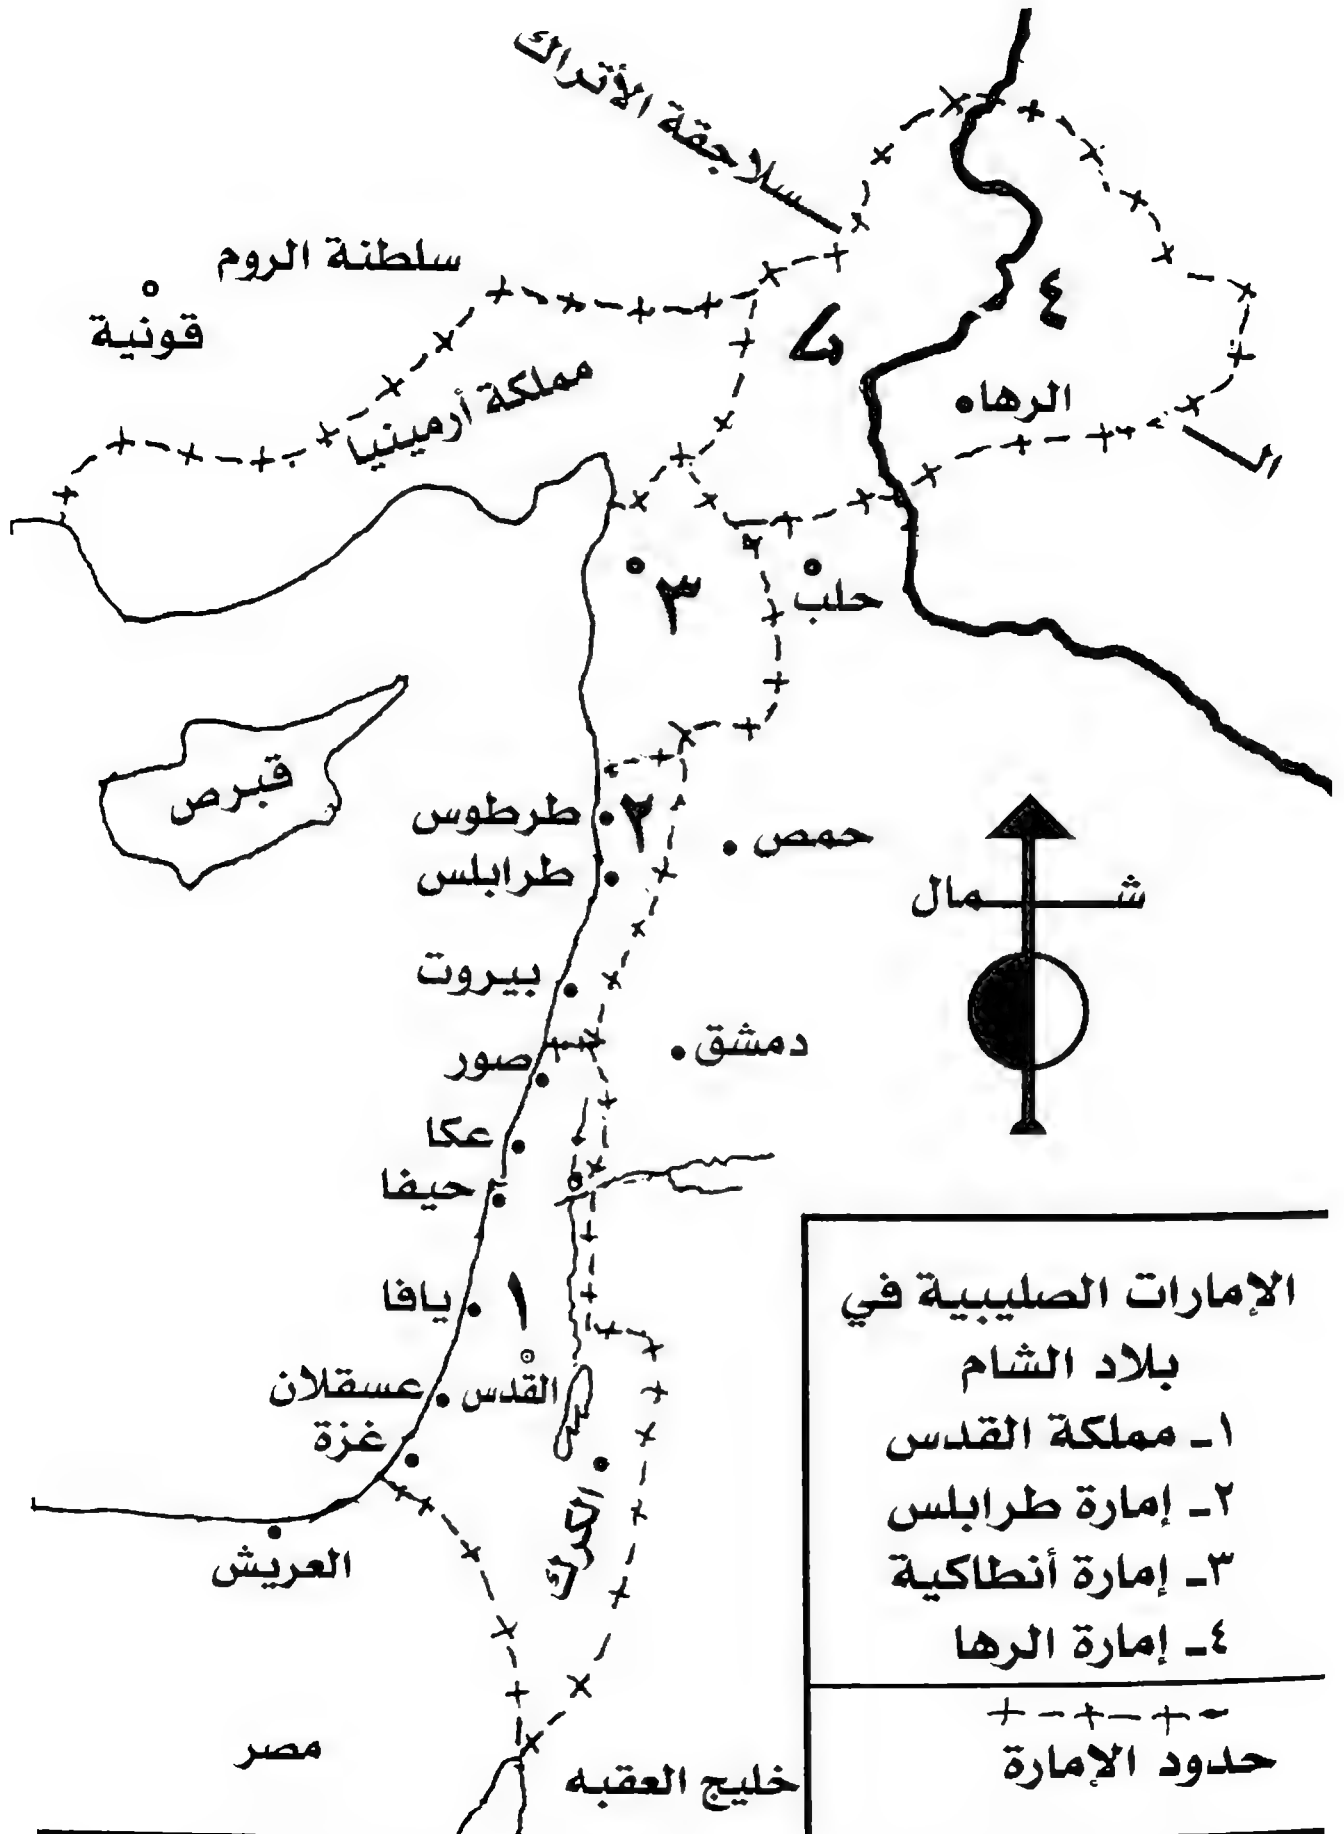 سلاجقة الأتراك
سلطنة الروم
قونية
٤
مملكة أرمينيا
الرها
الـ
٣
حلب
قبرص
٢
طرطوس
حمص
طرابلس
شمال
بيروت
دمشق
صور
عكا
حيفا
١
يافا
القدس
عسقلان
غزة
الكرك
العريش
مصر
خليج العقبه
الإمارات الصليبية في
بلاد الشام
١ـ مملكة القدس
٢ـ إمارة طرابلس
٣ـ إمارة أنطاكية
٤ـ إمارة الرها
حدود الإمارة